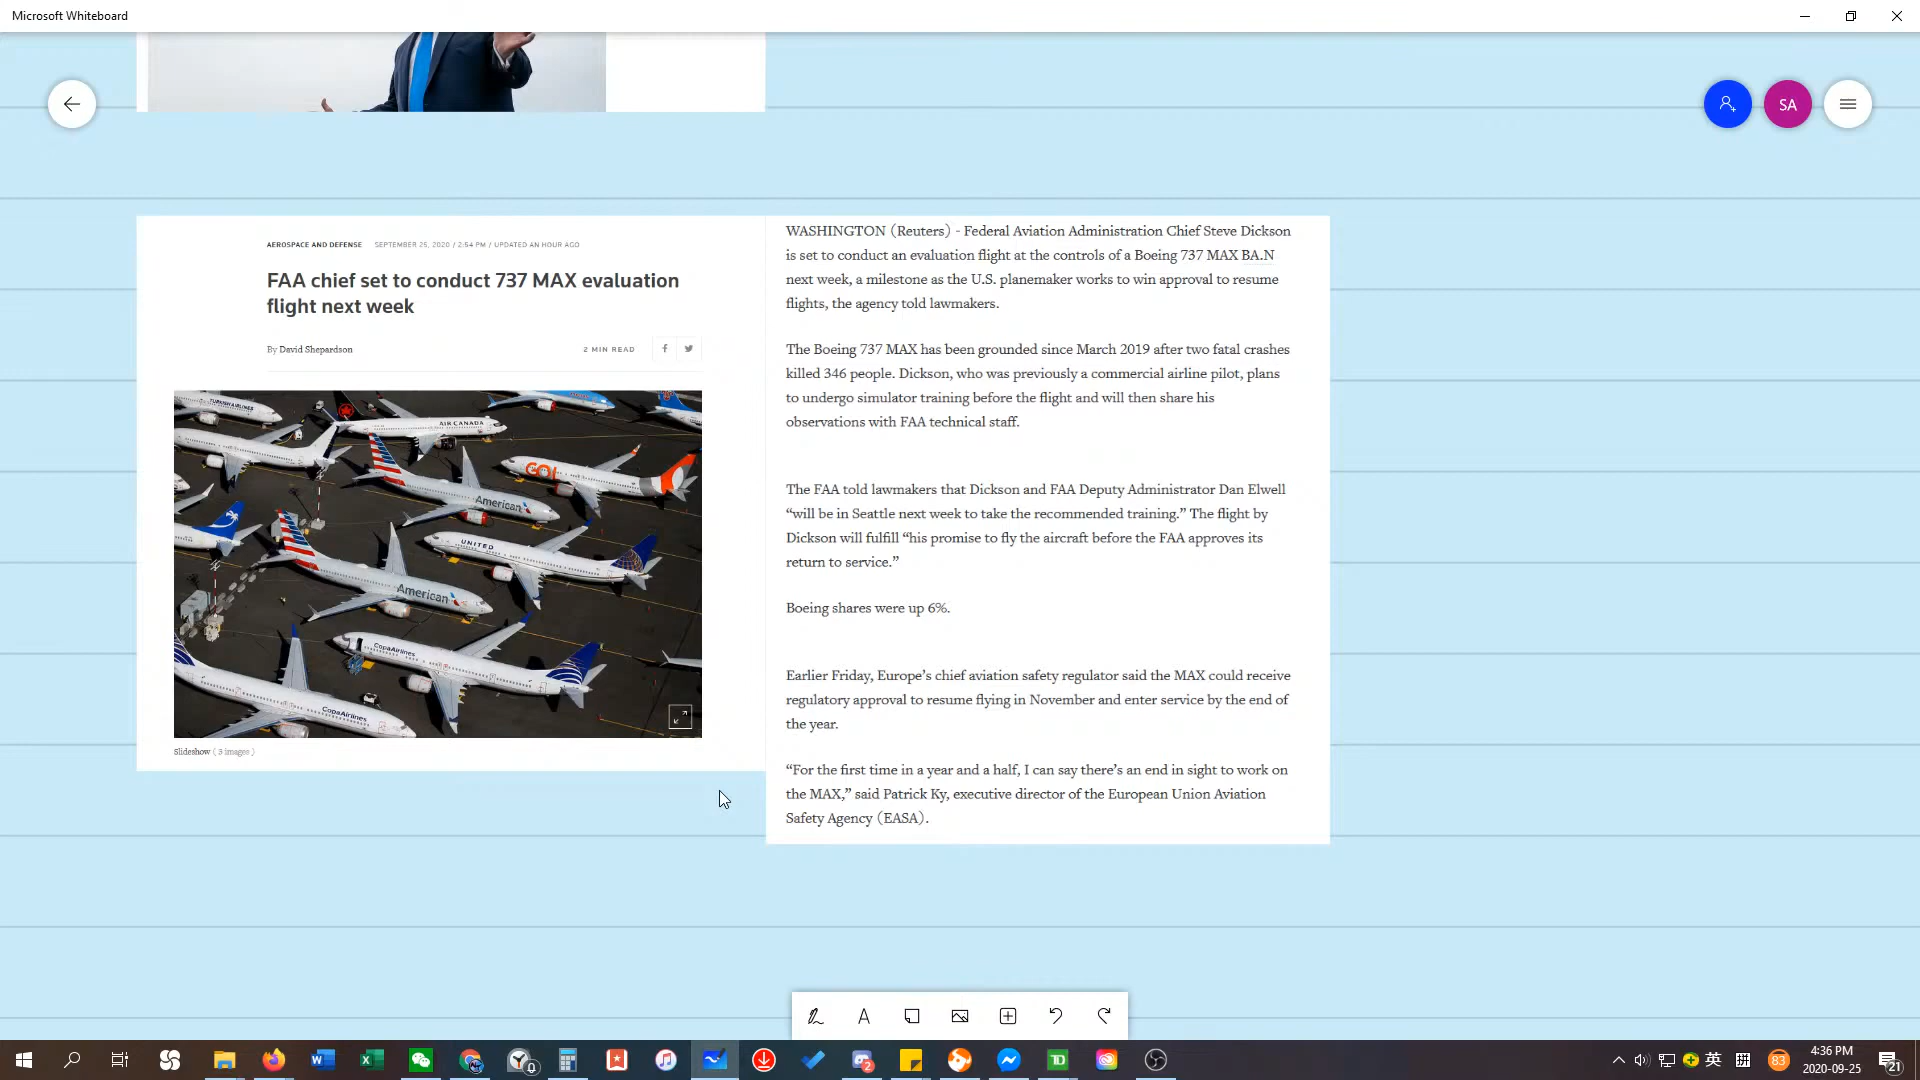 Microsoft Whiteboard
SA
AEROSPACE AND DEFENSE SEPTEMBER 25, 2020 / 2:54 PM / UPDATED AN HOUR AGO
FAA chief set to conduct 737 MAX evaluation
flight next week
By David Shepardson
2 MIN READ
TURKISH AIRLINES
AIR CANADA
GOL
American
UNITED
American
CopaAirlines
CopaAirlines
Slideshow ( 3 images )
WASHINGTON (Reuters) - Federal Aviation Administration Chief Steve Dickson
is set to conduct an evaluation flight at the controls of a Boeing 737 MAX BA.N
next week, a milestone as the U.S. planemaker works to win approval to resume
flights, the agency told lawmakers.
The Boeing 737 MAX has been grounded since March 2019 after two fatal crashes
killed 346 people. Dickson, who was previously a commercial airline pilot, plans
to undergo simulator training before the flight and will then share his
observations with FAA technical staff.
The FAA told lawmakers that Dickson and FAA Deputy Administrator Dan Elwell
“will be in Seattle next week to take the recommended training.” The flight by
Dickson will fulfill “his promise to fly the aircraft before the FAA approves its
return to service.”
Boeing shares were up 6%.
Earlier Friday, Europe’s chief aviation safety regulator said the MAX could receive
regulatory approval to resume flying in November and enter service by the end of
the year.
“For the first time in a year and a half, I can say there’s an end in sight to work on
the MAX,” said Patrick Ky, executive director of the European Union Aviation
Safety Agency (EASA).
英 拼 83
4:36 PM
2020-09-25
21